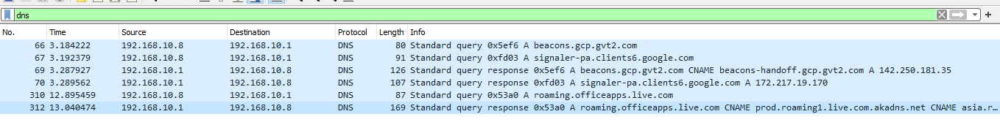 dns
No. Time Source Destination Protocol Length Info
66 3.184222 192.168.10.8 192.168.10.1 DNS 80 Standard query 0x5ef6 A beacons.gcp.gvt2.com
67 3.192379 192.168.10.8 192.168.10.1 DNS 91 Standard query 0xfd03 A signaler-pa.clients6.google.com
69 3.287927 192.168.10.1 192.168.10.8 DNS 126 Standard query response 0x5ef6 A beacons.gcp.gvt2.com CNAME beacons-handoff.gcp.gvt2.com A 142.250.181.35
70 3.289562 192.168.10.1 192.168.10.8 DNS 107 Standard query response 0xfd03 A signaler-pa.clients6.google.com A 172.217.19.170
310 12.895459 192.168.10.8 192.168.10.1 DNS 87 Standard query 0x53a0 A roaming.officeapps.live.com
312 13.040474 192.168.10.1 192.168.10.8 DNS 169 Standard query response 0x53a0 A roaming.officeapps.live.com CNAME prod.roaming1.live.com.akadns.net CNAME asia.r…